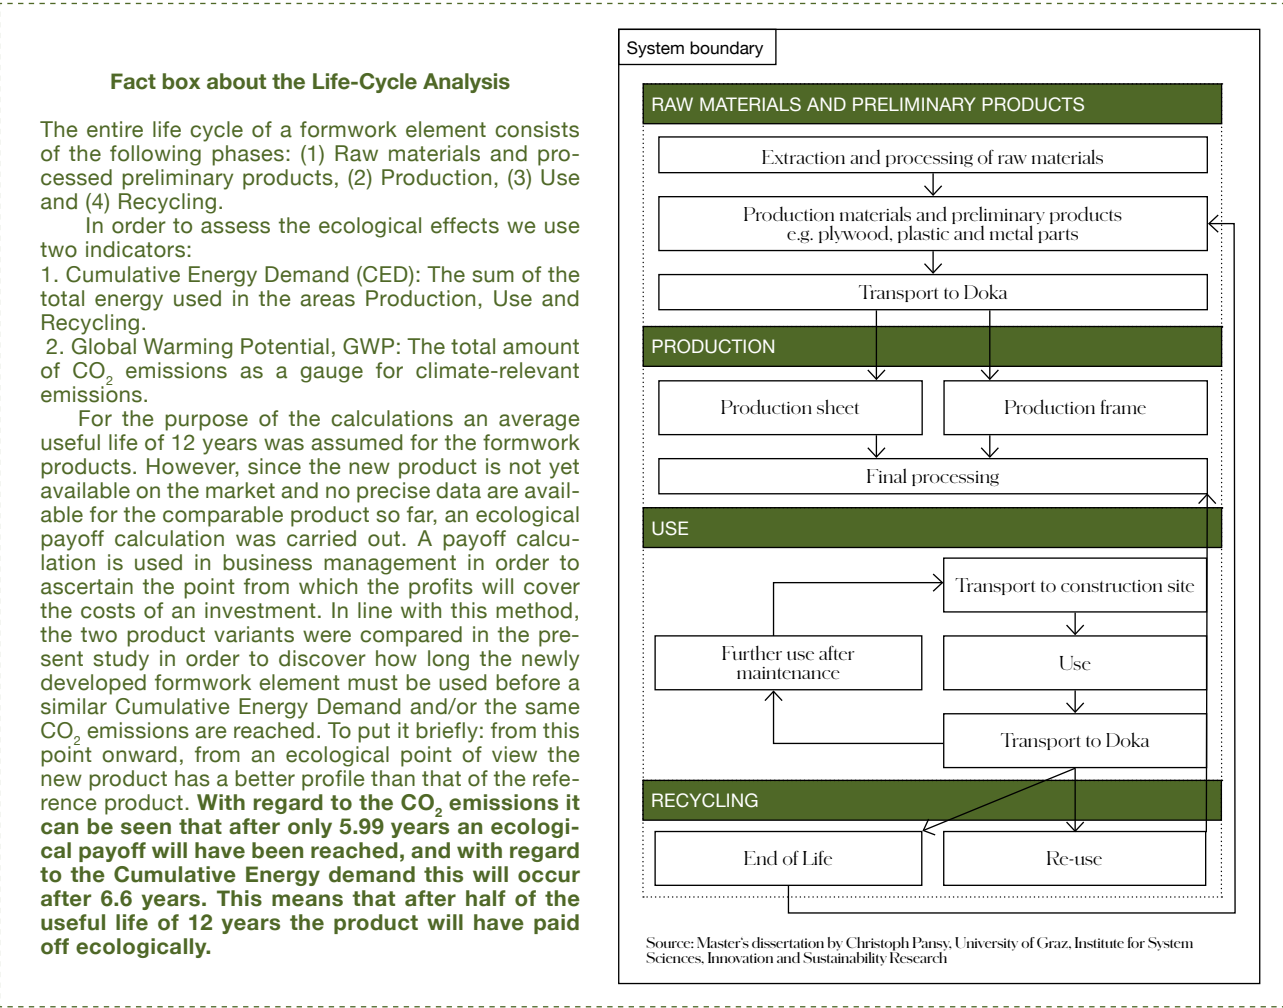 Fact box about the Life-Cycle Analysis
The entire life cycle of a formwork element consists
of the following phases: (1) Raw materials and pro-
cessed preliminary products, (2) Production, (3) Use
and (4) Recycling.
In order to assess the ecological effects we use
two indicators:
1. Cumulative Energy Demand (CED): The sum of the
total energy used in the areas Production, Use and
Recycling.
2. Global Warming Potential, GWP: The total amount
of CO₂ emissions as a gauge for climate-relevant
emissions.
For the purpose of the calculations an average
useful life of 12 years was assumed for the formwork
products. However, since the new product is not yet
available on the market and no precise data are avail-
able for the comparable product so far, an ecological
payoff calculation was carried out. A payoff calcu-
lation is used in business management in order to
ascertain the point from which the profits will cover
the costs of an investment. In line with this method,
the two product variants were compared in the pre-
sent study in order to discover how long the newly
developed formwork element must be used before a
similar Cumulative Energy Demand and/or the same
CO₂ emissions are reached. To put it briefly: from this
point onward, from an ecological point of view the
new product has a better profile than that of the refe-
rence product. With regard to the CO₂ emissions it
can be seen that after only 5.99 years an ecologi-
cal payoff will have been reached, and with regard
to the Cumulative Energy demand this will occur
after 6.6 years. This means that after half of the
useful life of 12 years the product will have paid
off ecologically.
System boundary
RAW MATERIALS AND PRELIMINARY PRODUCTS
Extraction and processing of raw materials
Production materials and preliminary products
e.g. plywood, plastic and metal parts
Transport to Doka
PRODUCTION
Production sheet
Production frame
Final processing
USE
Transport to construction site
Further use after
maintenance
Use
Transport to Doka
RECYCLING
End of Life
Re-use
Source: Master's dissertation by Christoph Pansy, University of Graz, Institute for System
Sciences, Innovation and Sustainability Research